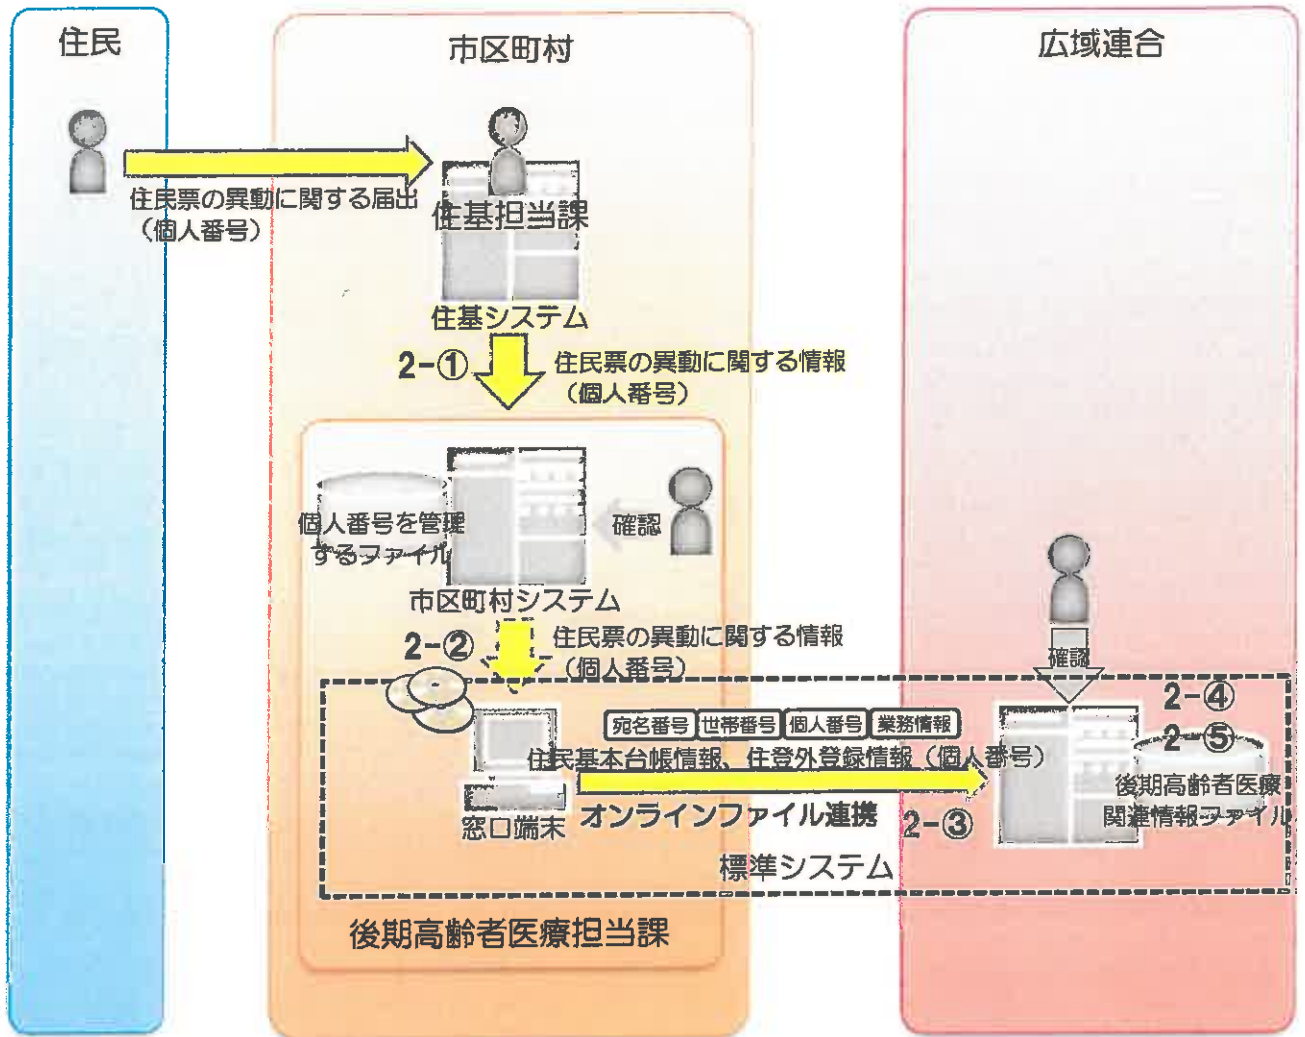 住民
市区町村
広域連合
住民票の異動に関する届出
（個人番号）
住基担当課
住基システム
2-①
住民票の異動に関する情報
（個人番号）
個人番号を管理
するファイル
確認
市区町村システム
2-②
住民票の異動に関する情報
（個人番号）
確認
宛名番号 世帯番号 個人番号 業務情報
住民基本台帳情報、住登外登録情報（個人番号）
オンラインファイル連携
2-③
窓口端末
2-④
2-⑤
後期高齢者医療
関連情報ファイル
標準システム
後期高齢者医療担当課